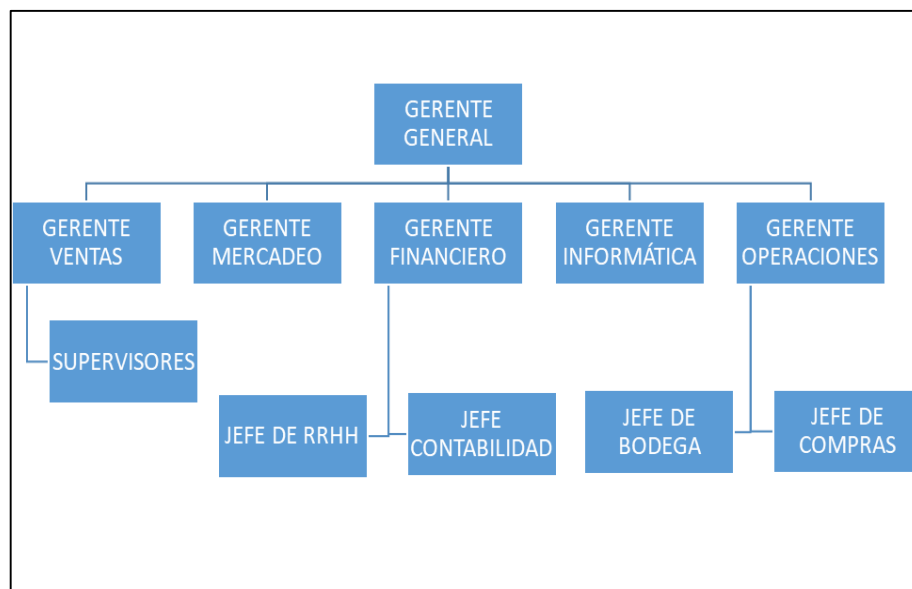 GERENTE
GENERAL
GERENTE
VENTAS
GERENTE
MERCADEO
GERENTE
FINANCIERO
GERENTE
INFORMÁTICA
GERENTE
OPERACIONES
SUPERVISORES
JEFE DE RRHH
JEFE
CONTABILIDAD
JEFE DE
BODEGA
JEFE DE
COMPRAS